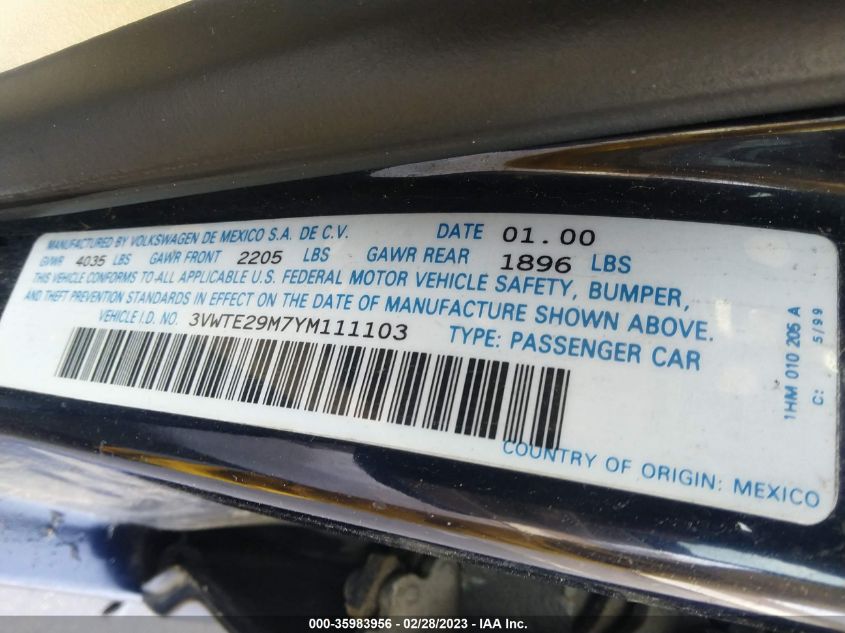 MANUFACTURED BY VOLKSWAGEN DE MEXICO S.A. DE C.V. DATE 01.00
GVWR 4035 LBS GAWR FRONT 2205 LBS GAWR REAR 1896 LBS
THIS VEHICLE CONFORMS TO ALL APPLICABLE U.S. FEDERAL MOTOR VEHICLE SAFETY, BUMPER,
AND THEFT PREVENTION STANDARDS IN EFFECT ON THE DATE OF MANUFACTURE SHOWN ABOVE.
VEHICLE I.D. NO. 3VWTE29M7YM111103 TYPE: PASSENGER CAR
COUNTRY OF ORIGIN: MEXICO
1HM 010 205 A
C: 5/99
000-35983956 - 02/28/2023 - IAAI.com